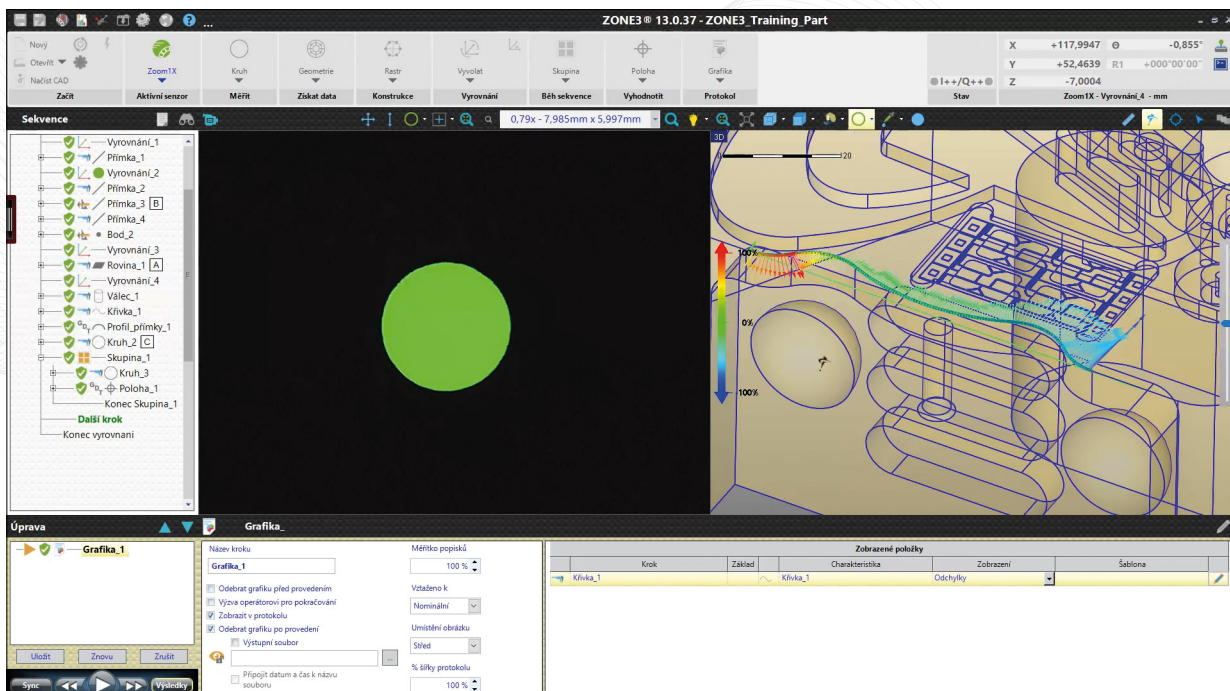 ... ZONE3® 13.0.37 - ZONE3_Training_Part
Nový
Otevřít
Načíst CAD
Začít
Zoom1X
Aktivní senzor
Kruh
Měřit
Geometrie
Získat data
Rastr
Konstrukce
Vyvolat
Vyrovnání
Skupina
Běh sekvence
Poloha
Vyhodnotit
Grafika
Protokol
I++/Q++
Stav
X +117,9947 Θ -0,855°
Y +52,4639 R1 +000°00'00"
Z -7,0004
Zoom1X - Vyrovnání_4 - mm
Sekvence
0,79x - 7,985mm x 5,997mm
Vyrovnání_1
Přímka_1
Vyrovnání_2
Přímka_2
Přímka_3 B
Přímka_4
Bod_2
Vyrovnání_3
Rovina_1 A
Vyrovnání_4
Válec_1
Křivka_1
Profil_přímky_1
Kruh_2 C
Skupina_1
Kruh_3
Poloha_1
Konec Skupina_1
Další krok
Konec vyrovnani
3D
0 20
100%
0%
-100%
Úprava
Grafika_1
Uložit Znovu Zrušit
Sync Výsledky
Grafika_
Název kroku
Grafika_1
Odebrat grafiku před provedením
Výzva operátorovi pro pokračování
Zobrazit v protokolu
Odebrat grafiku po provedení
Výstupní soubor
...
Připojit datum a čas k názvu
souboru
Měřítko popisků
100 %
Vztaženo k
Nominální
Umístění obrázku
Střed
% šířky protokolu
100 %
Zobrazené položky
Krok Základ Charakteristika Zobrazení Šablona
Křivka_1 Křivka_1 Odchylky